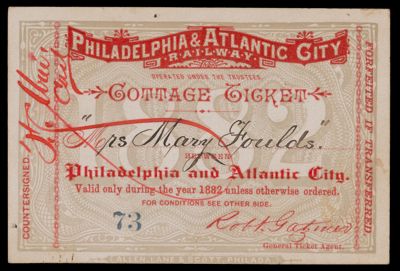 PHILADELPHIA & ATLANTIC CITY
RAILWAY
OPERATED UNDER THE TRUSTEES.
COTTAGE TICKET
1882
"Mrs Mary Foulds."
BETWEEN
Philadelphia and Atlantic City.
Valid only during the year 1882 unless otherwise ordered.
FOR CONDITIONS SEE OTHER SIDE.
73
General Ticket Agent.
COUNTERSIGNED
FORFEITED IF TRANSFERRED
ALLEN, LANE & SCOTT, PHILADA.